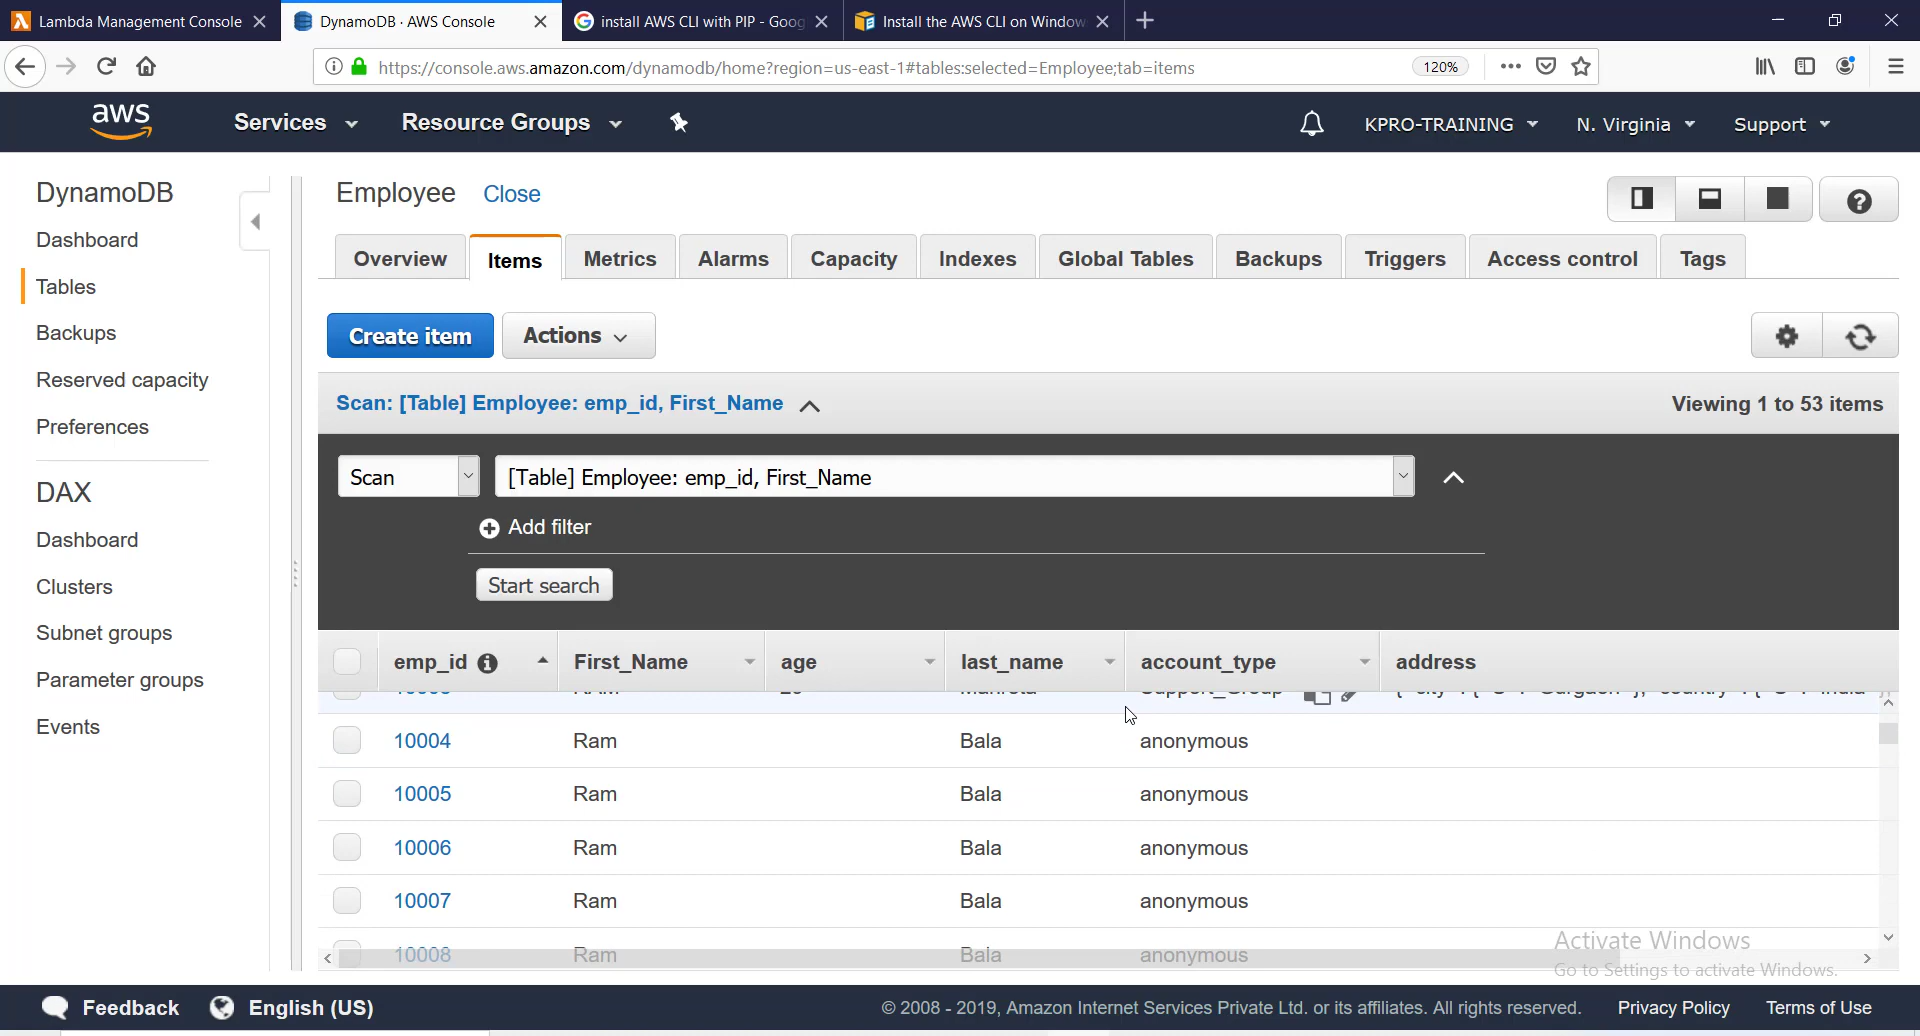 Lambda Management Console
DynamoDB · AWS Console
install AWS CLI with PIP - Goog
Install the AWS CLI on Window
https://console.aws.amazon.com/dynamodb/home?region=us-east-1#tables:selected=Employee;tab=items
120%
aws
Services
Resource Groups
KPRO-TRAINING
N. Virginia
Support
DynamoDB
Dashboard
Tables
Backups
Reserved capacity
Preferences
DAX
Dashboard
Clusters
Subnet groups
Parameter groups
Events
Employee Close
Overview Items Metrics Alarms Capacity Indexes Global Tables Backups Triggers Access control Tags
Create item Actions
Scan: [Table] Employee: emp_id, First_Name
Viewing 1 to 53 items
Scan [Table] Employee: emp_id, First_Name
Add filter
Start search
emp_id First_Name age last_name account_type address
10004 Ram Bala anonymous
10005 Ram Bala anonymous
10006 Ram Bala anonymous
10007 Ram Bala anonymous
10008 Ram Bala anonymous
Activate Windows
Go to Settings to activate Windows.
Feedback English (US)
© 2008 - 2019, Amazon Internet Services Private Ltd. or its affiliates. All rights reserved. Privacy Policy Terms of Use